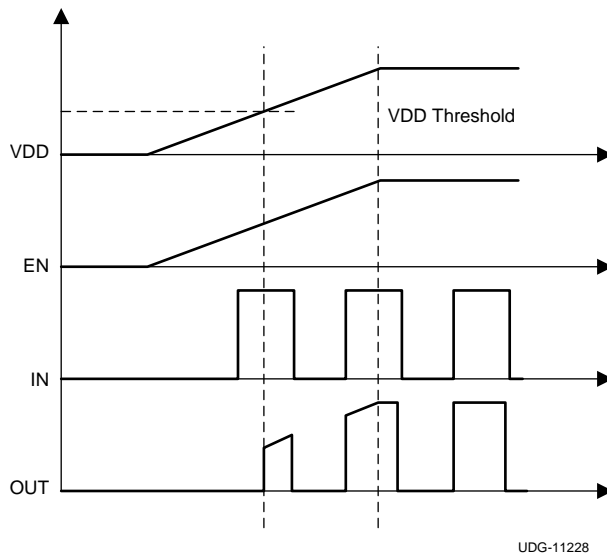 VDD Threshold
VDD
EN
IN
OUT
UDG-11228